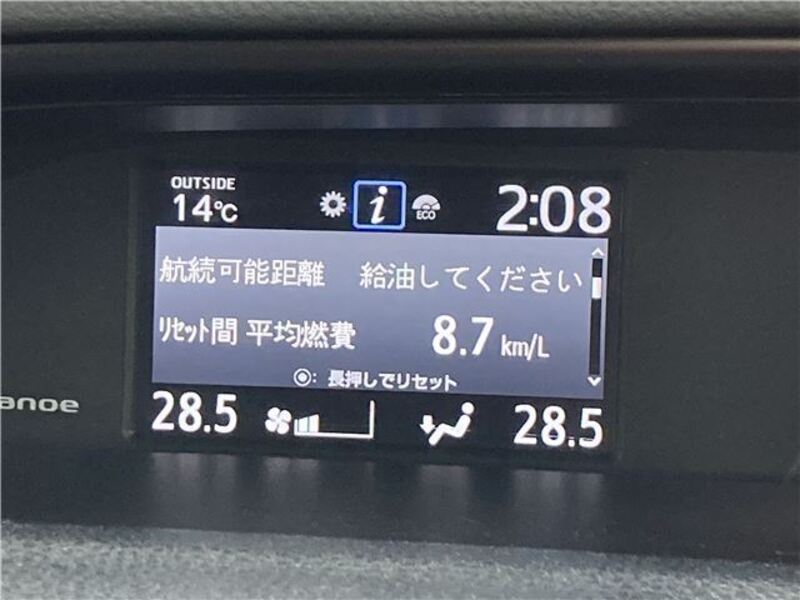 OUTSIDE
14℃
i
ECO
2:08
航続可能距離 給油してください
ﾘｾｯﾄ間 平均燃費 8.7 km/L
◉: 長押しでリセット
anoe
28.5
28.5